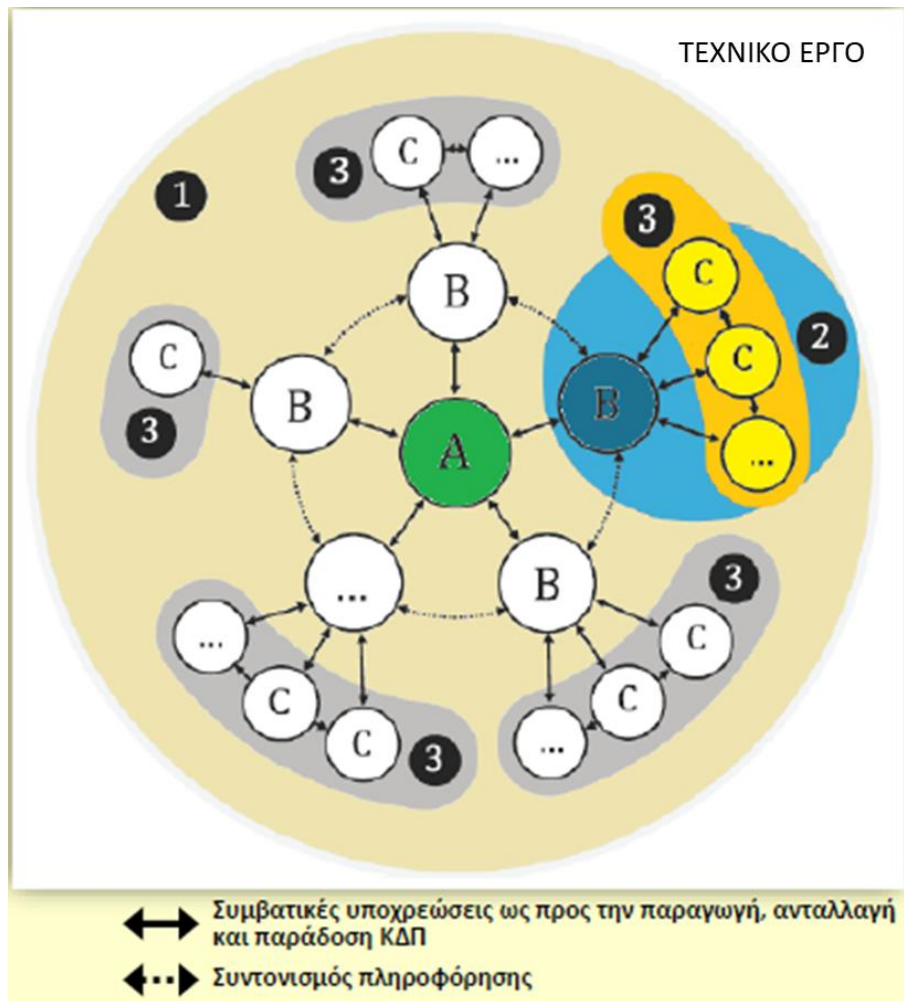 ΤΕΧΝΙΚΟ ΕΡΓΟ
3
C
...
1
3
C
2
B
C
C
B
3
B
A
...
...
B
3
...
C
C
C
C
3
...
Συμβατικές υποχρεώσεις ως προς την παραγωγή, ανταλλαγή
και παράδοση ΚΔΠ
Συντονισμός πληροφόρησης